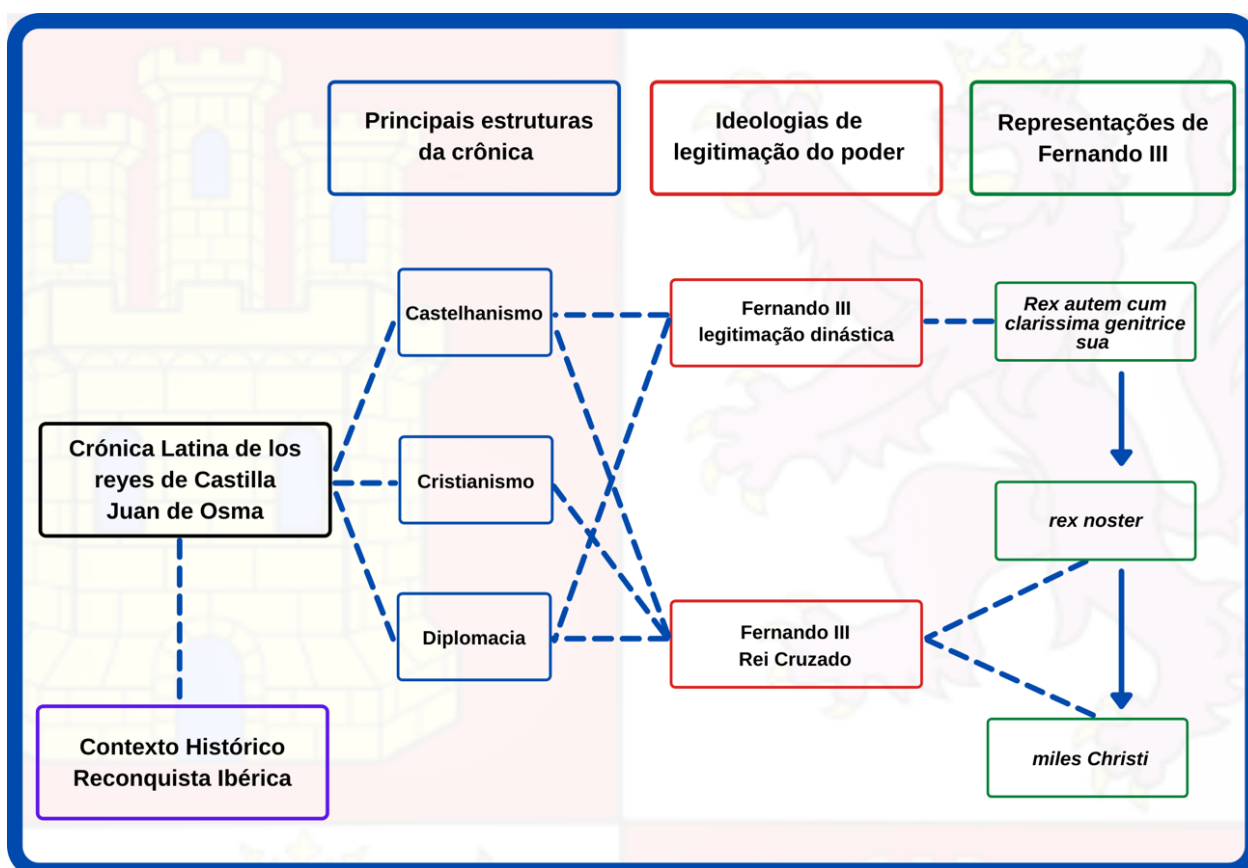 Principais estruturas
da crônica
Ideologias de
legitimação do poder
Representações de
Fernando III
Castelhanismo
Fernando III
legitimação dinástica
Rex autem cum
clarissima genitrice
sua
Crónica Latina de los
reyes de Castilla
Juan de Osma
Cristianismo
rex noster
Diplomacia
Fernando III
Rei Cruzado
Contexto Histórico
Reconquista Ibérica
miles Christi